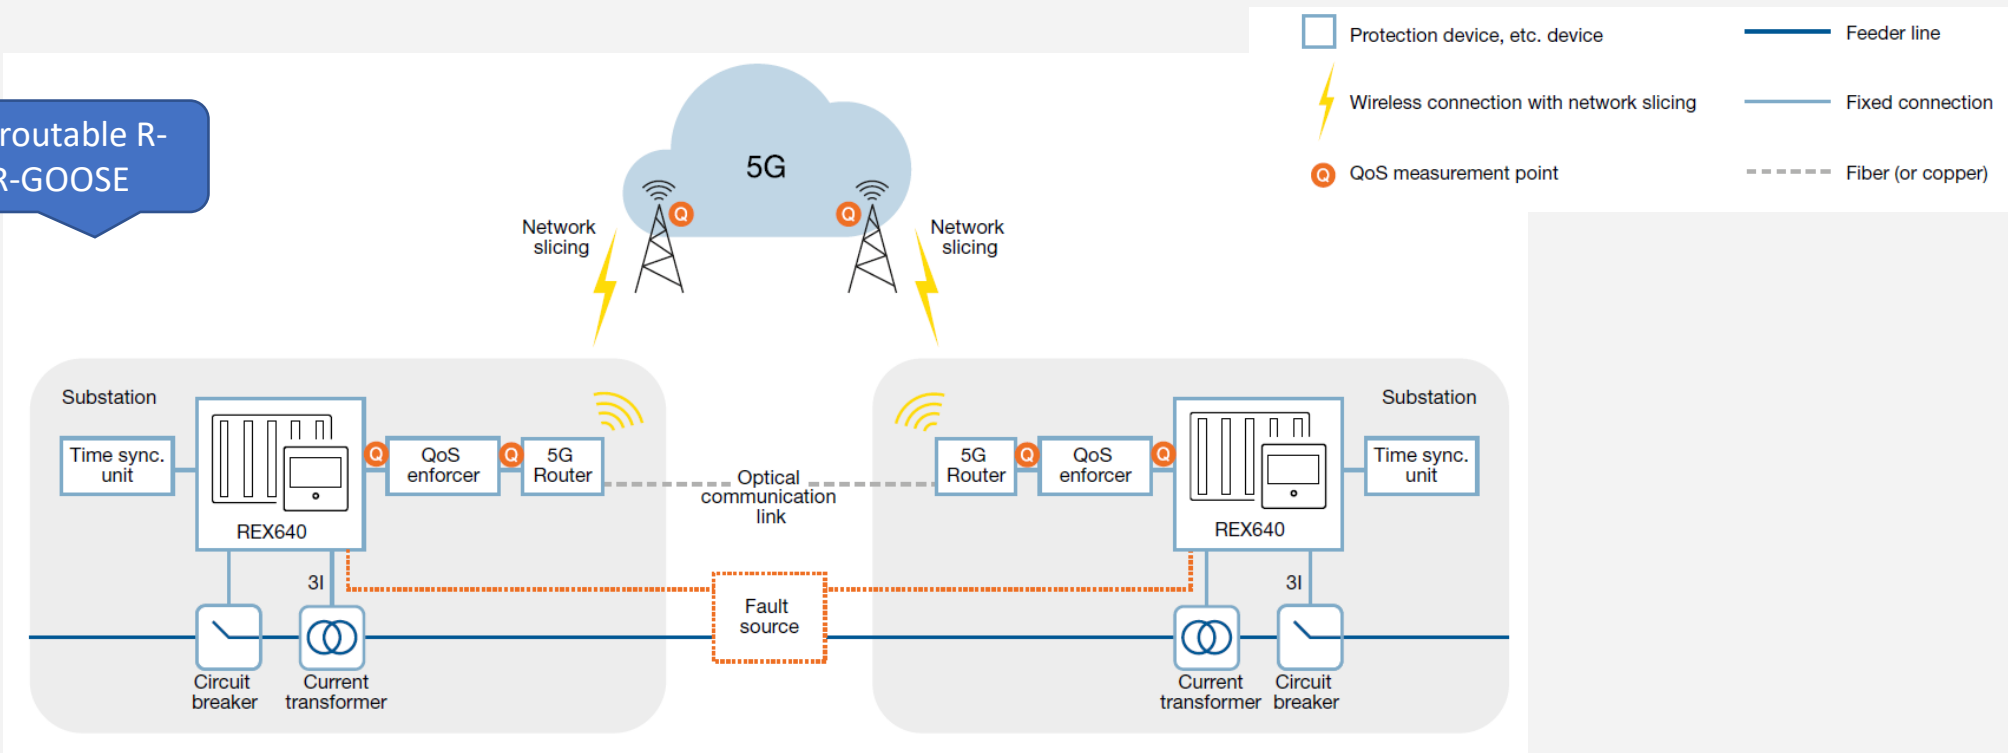 Protection device, etc. device
Feeder line
Wireless connection with network slicing
Fixed connection
Q QoS measurement point
Fiber (or copper)
routable R-
R-GOOSE
5G
Q
Q
Network
slicing
Network
slicing
Substation
Time sync.
unit
REX640
Q
QoS
enforcer
Q
5G
Router
Optical
communication
link
5G
Router
Q
QoS
enforcer
Q
REX640
Substation
Time sync.
unit
3I
3I
Fault
source
Circuit
breaker
Current
transformer
Current
transformer
Circuit
breaker